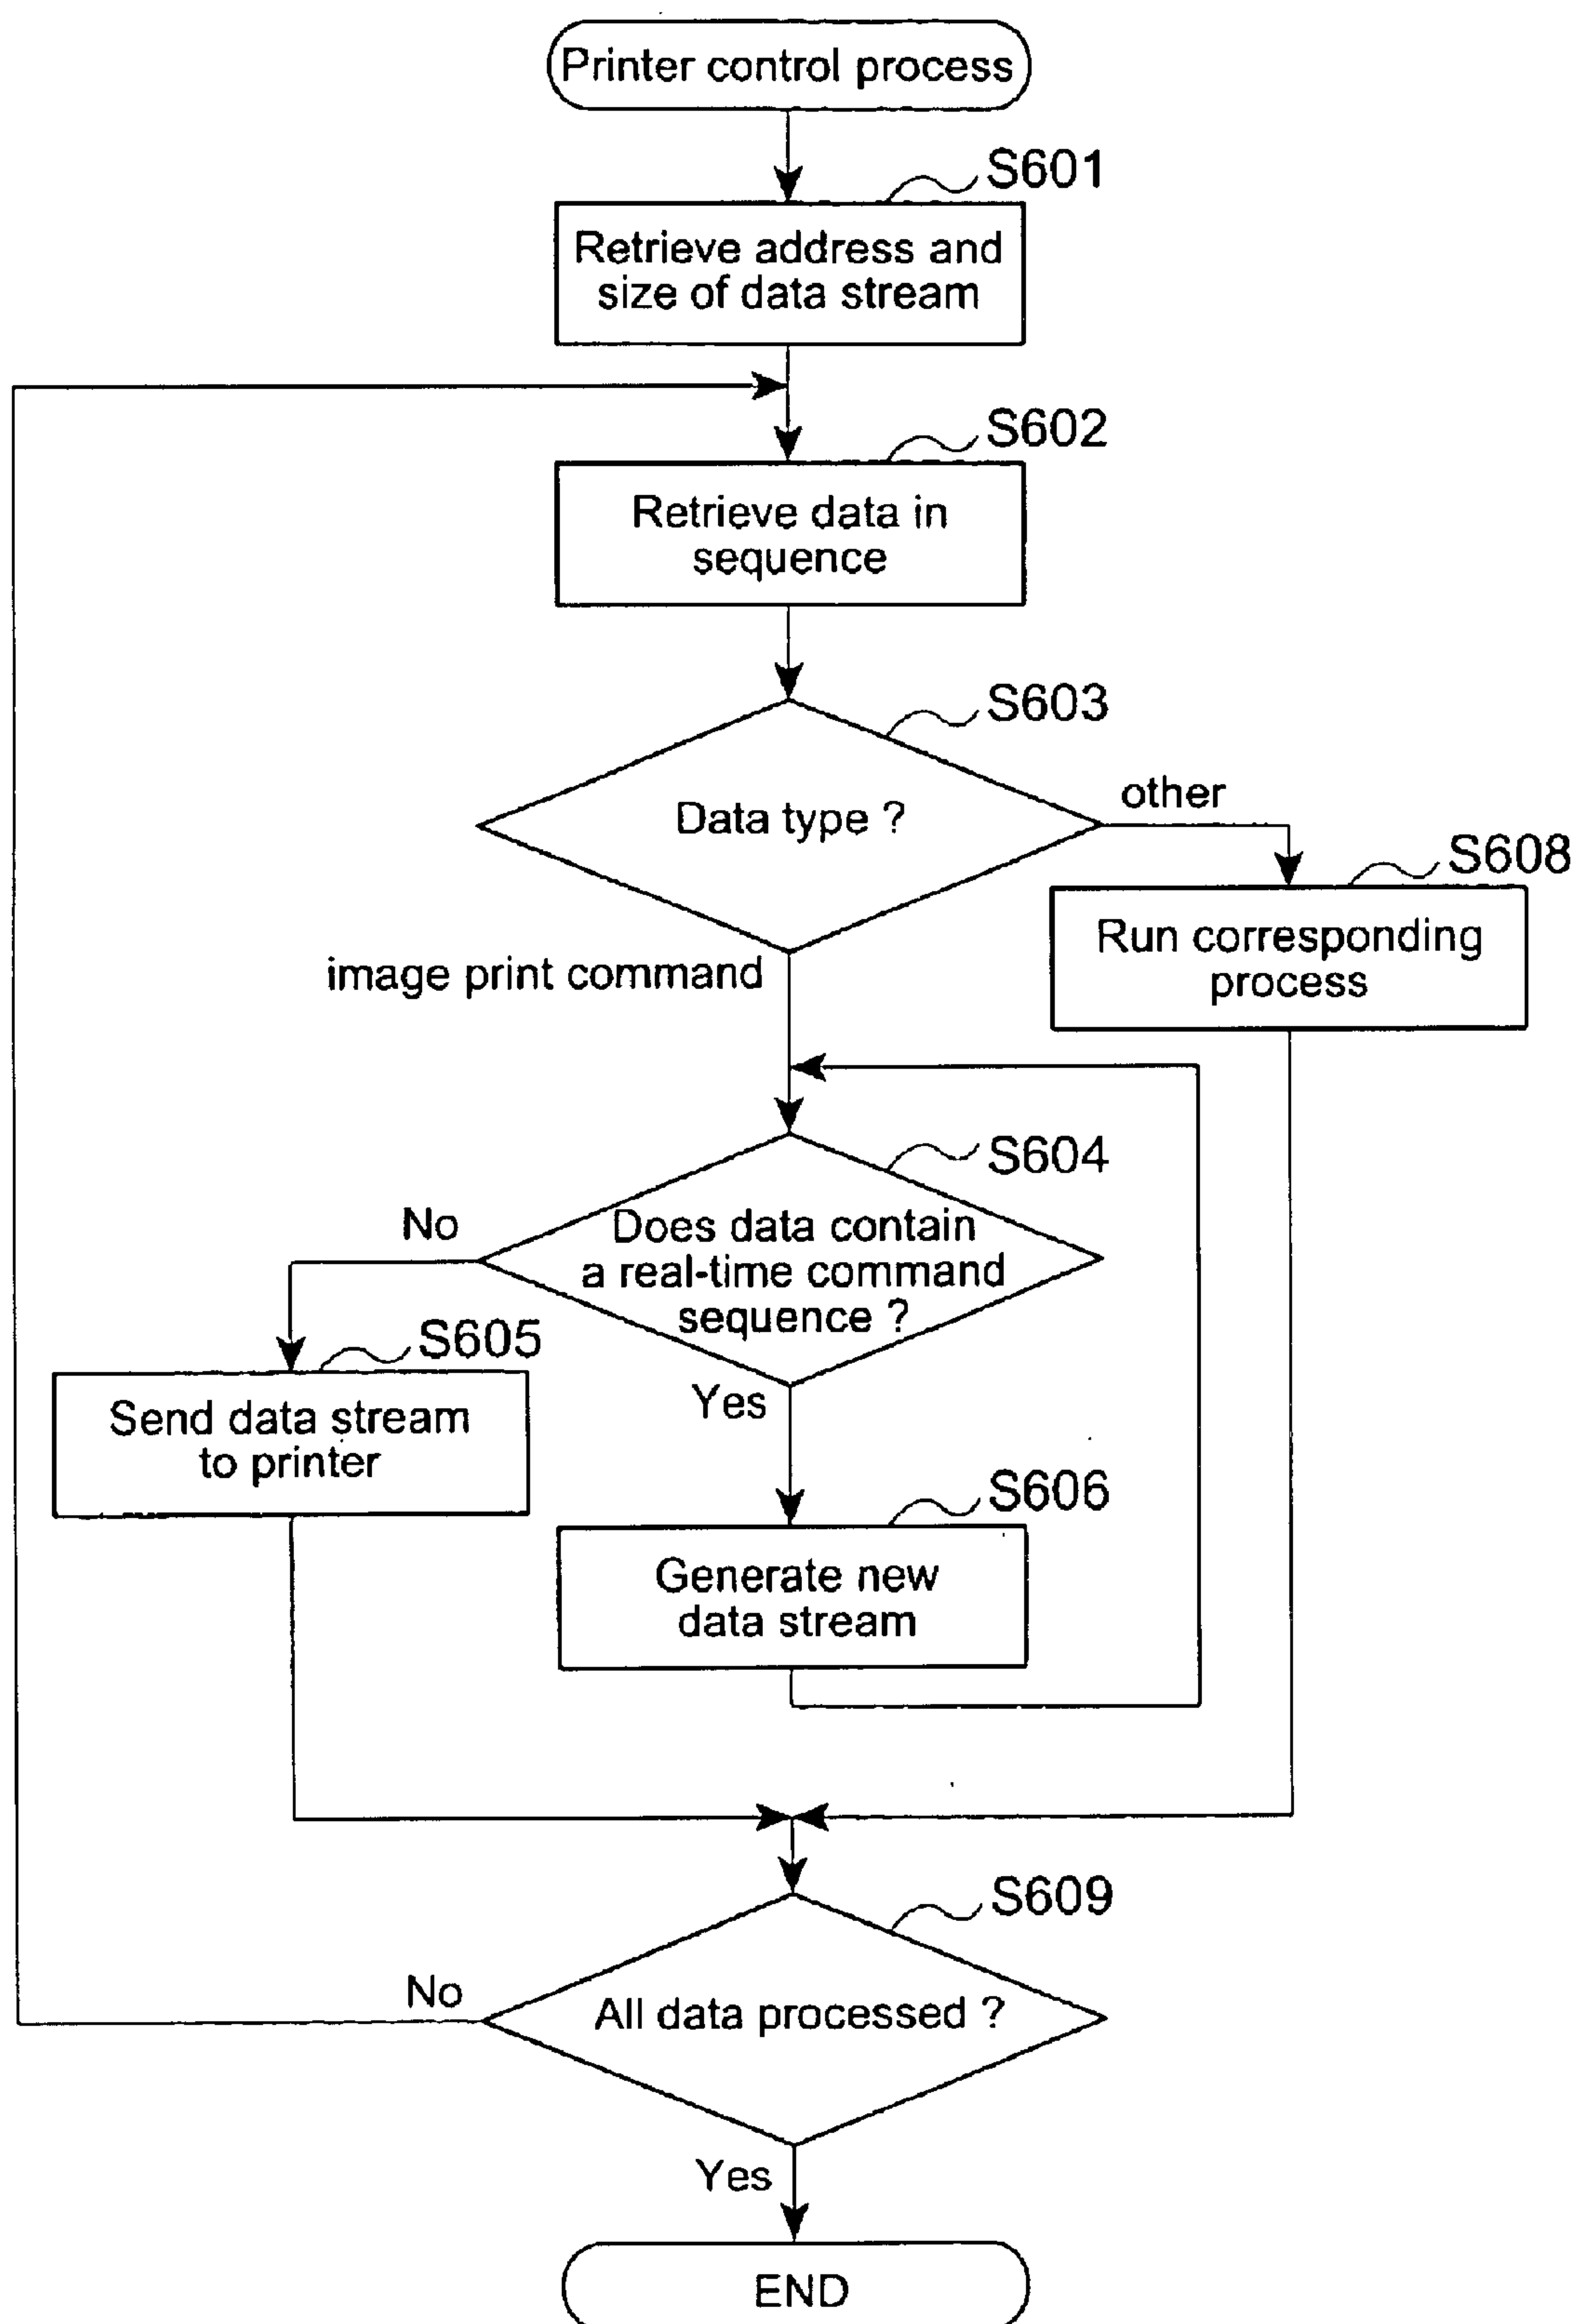 Printer control process
S601
Retrieve address and
size of data stream
S602
Retrieve data in
sequence
S603
Data type ?
other
S608
Run corresponding
process
image print command
S604
No
Does data contain
a real-time command
sequence ?
S605
Send data stream
to printer
Yes
S606
Generate new
data stream
S609
No
All data processed ?
Yes
END